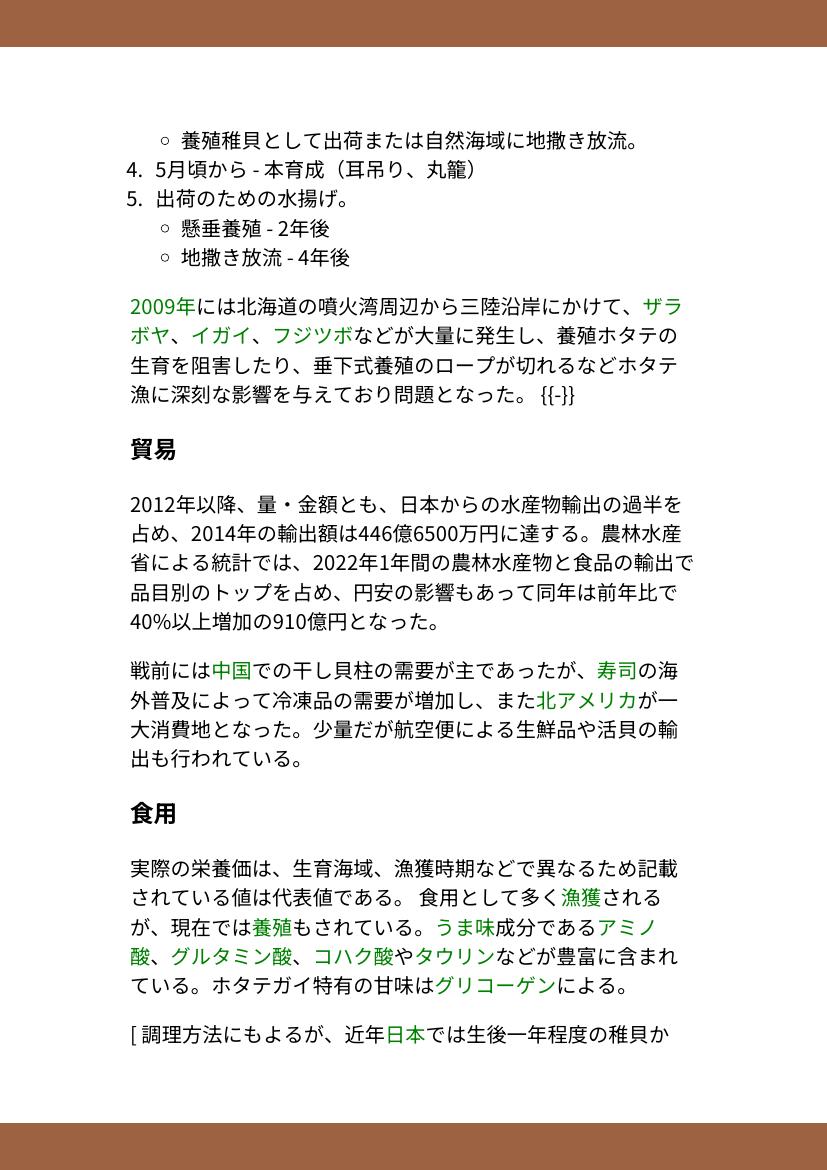 ◦ 養殖稚貝として出荷または自然海域に地撒き放流。
4. 5月頃から - 本育成（耳吊り、丸籠）
5. 出荷のための水揚げ。
◦ 懸垂養殖 - 2年後
◦ 地撒き放流 - 4年後
2009年には北海道の噴火湾周辺から三陸沿岸にかけて、ザラ
ボヤ、イガイ、フジツボなどが大量に発生し、養殖ホタテの
生育を阻害したり、垂下式養殖のロープが切れるなどホタテ
漁に深刻な影響を与えており問題となった。 {{-}}
貿易
2012年以降、量・金額とも、日本からの水産物輸出の過半を
占め、2014年の輸出額は446億6500万円に達する。農林水産
省による統計では、2022年1年間の農林水産物と食品の輸出で
品目別のトップを占め、円安の影響もあって同年は前年比で
40%以上増加の910億円となった。
戦前には中国での干し貝柱の需要が主であったが、寿司の海
外普及によって冷凍品の需要が増加し、また北アメリカが一
大消費地となった。少量だが航空便による生鮮品や活貝の輸
出も行われている。
食用
実際の栄養価は、生育海域、漁獲時期などで異なるため記載
されている値は代表値である。 食用として多く漁獲される
が、現在では養殖もされている。うま味成分であるアミノ
酸、グルタミン酸、コハク酸やタウリンなどが豊富に含まれ
ている。ホタテガイ特有の甘味はグリコーゲンによる。
[ 調理方法にもよるが、近年日本では生後一年程度の稚貝か